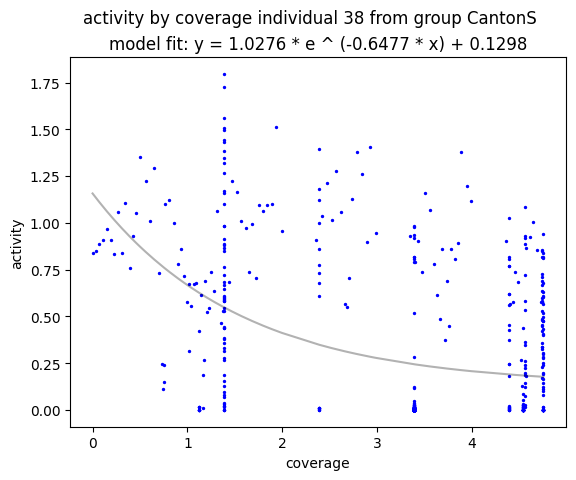 activity by coverage individual 38 from group CantonS
model fit: y = 1.0276 * e ^ (-0.6477 * x) + 0.1298
1.75
1.50
1.25
1.00
0.75
0.50
0.25
0.00
activity
0 1 2 3 4
coverage